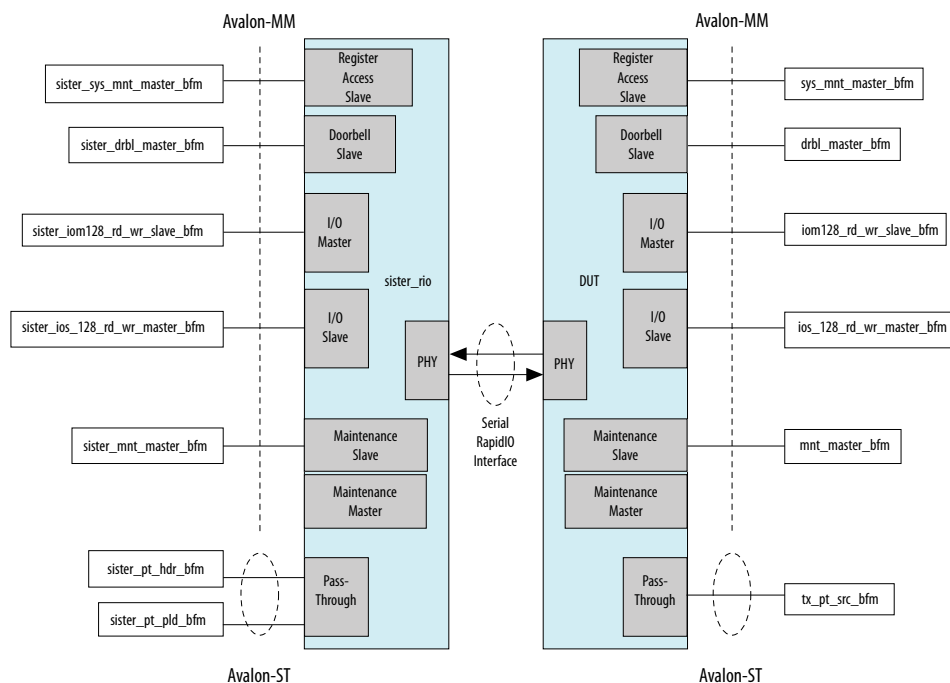 Avalon-MM
Avalon-MM
sister_sys_mnt_master_bfm
Register
Access
Slave
Register
Access
Slave
sys_mnt_master_bfm
sister_drbl_master_bfm
Doorbell
Slave
Doorbell
Slave
drbl_master_bfm
sister_iom128_rd_wr_slave_bfm
I/O
Master
I/O
Master
iom128_rd_wr_slave_bfm
sister_rio
DUT
sister_ios_128_rd_wr_master_bfm
I/O
Slave
I/O
Slave
ios_128_rd_wr_master_bfm
PHY
PHY
Serial
RapidIO
Interface
sister_mnt_master_bfm
Maintenance
Slave
Maintenance
Slave
mnt_master_bfm
Maintenance
Master
Maintenance
Master
sister_pt_hdr_bfm
sister_pt_pld_bfm
Pass-
Through
Pass-
Through
tx_pt_src_bfm
Avalon-ST
Avalon-ST